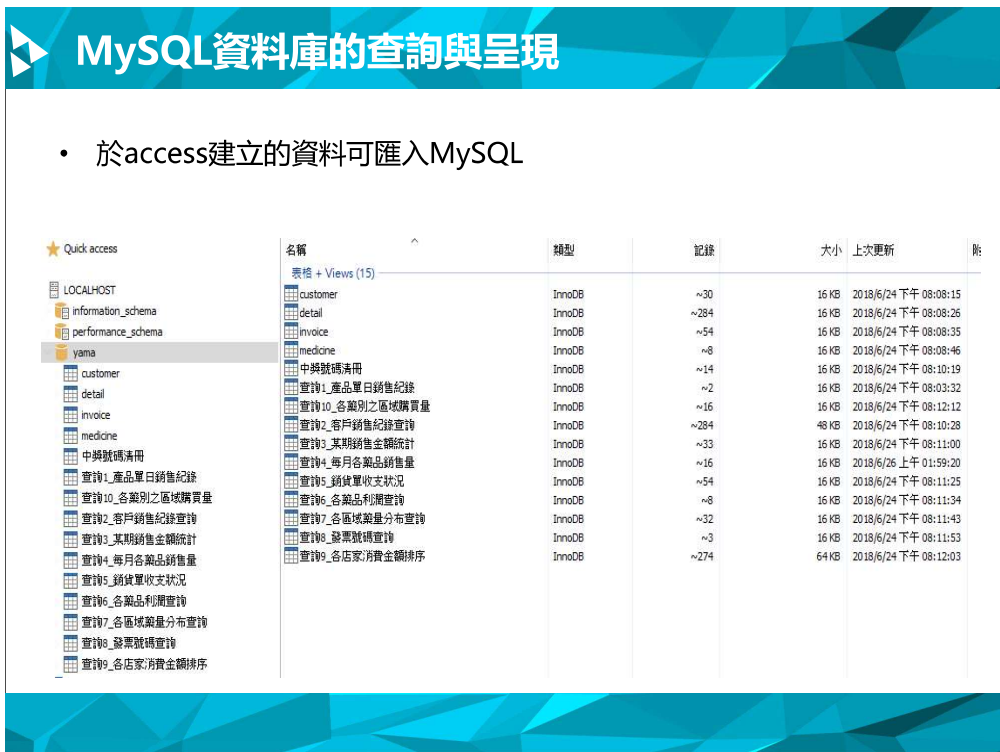 MySQL資料庫的查詢與呈現
• 於access建立的資料可匯入MySQL
Quick access
LOCALHOST
information_schema
performance_schema
yama
customer
detail
invoice
medicine
中獎號碼清冊
查詢1_產品單日銷售紀錄
查詢10_各藥別之區域購買量
查詢2_客戶銷售紀錄查詢
查詢3_某期銷售金額統計
查詢4_每月各藥品銷售量
查詢5_銷貨單收支狀況
查詢6_各藥品利潤查詢
查詢7_各區域藥量分布查詢
查詢8_發票號碼查詢
查詢9_各店家消費金額排序
名稱 類型 記錄 大小 上次更新
表格 + Views (15)
customer InnoDB ~30 16 KB 2018/6/24 下午 08:08:15
detail InnoDB ~284 16 KB 2018/6/24 下午 08:08:26
invoice InnoDB ~54 16 KB 2018/6/24 下午 08:08:35
medicine InnoDB ~8 16 KB 2018/6/24 下午 08:08:46
中獎號碼清冊 InnoDB ~14 16 KB 2018/6/24 下午 08:10:19
查詢1_產品單日銷售紀錄 InnoDB ~2 16 KB 2018/6/24 下午 08:03:32
查詢10_各藥別之區域購買量 InnoDB ~16 16 KB 2018/6/24 下午 08:12:12
查詢2_客戶銷售紀錄查詢 InnoDB ~284 48 KB 2018/6/24 下午 08:10:28
查詢3_某期銷售金額統計 InnoDB ~33 16 KB 2018/6/24 下午 08:11:00
查詢4_每月各藥品銷售量 InnoDB ~16 16 KB 2018/6/26 上午 01:59:20
查詢5_銷貨單收支狀況 InnoDB ~54 16 KB 2018/6/24 下午 08:11:25
查詢6_各藥品利潤查詢 InnoDB ~8 16 KB 2018/6/24 下午 08:11:34
查詢7_各區域藥量分布查詢 InnoDB ~32 16 KB 2018/6/24 下午 08:11:43
查詢8_發票號碼查詢 InnoDB ~3 16 KB 2018/6/24 下午 08:11:53
查詢9_各店家消費金額排序 InnoDB ~274 64 KB 2018/6/24 下午 08:12:03